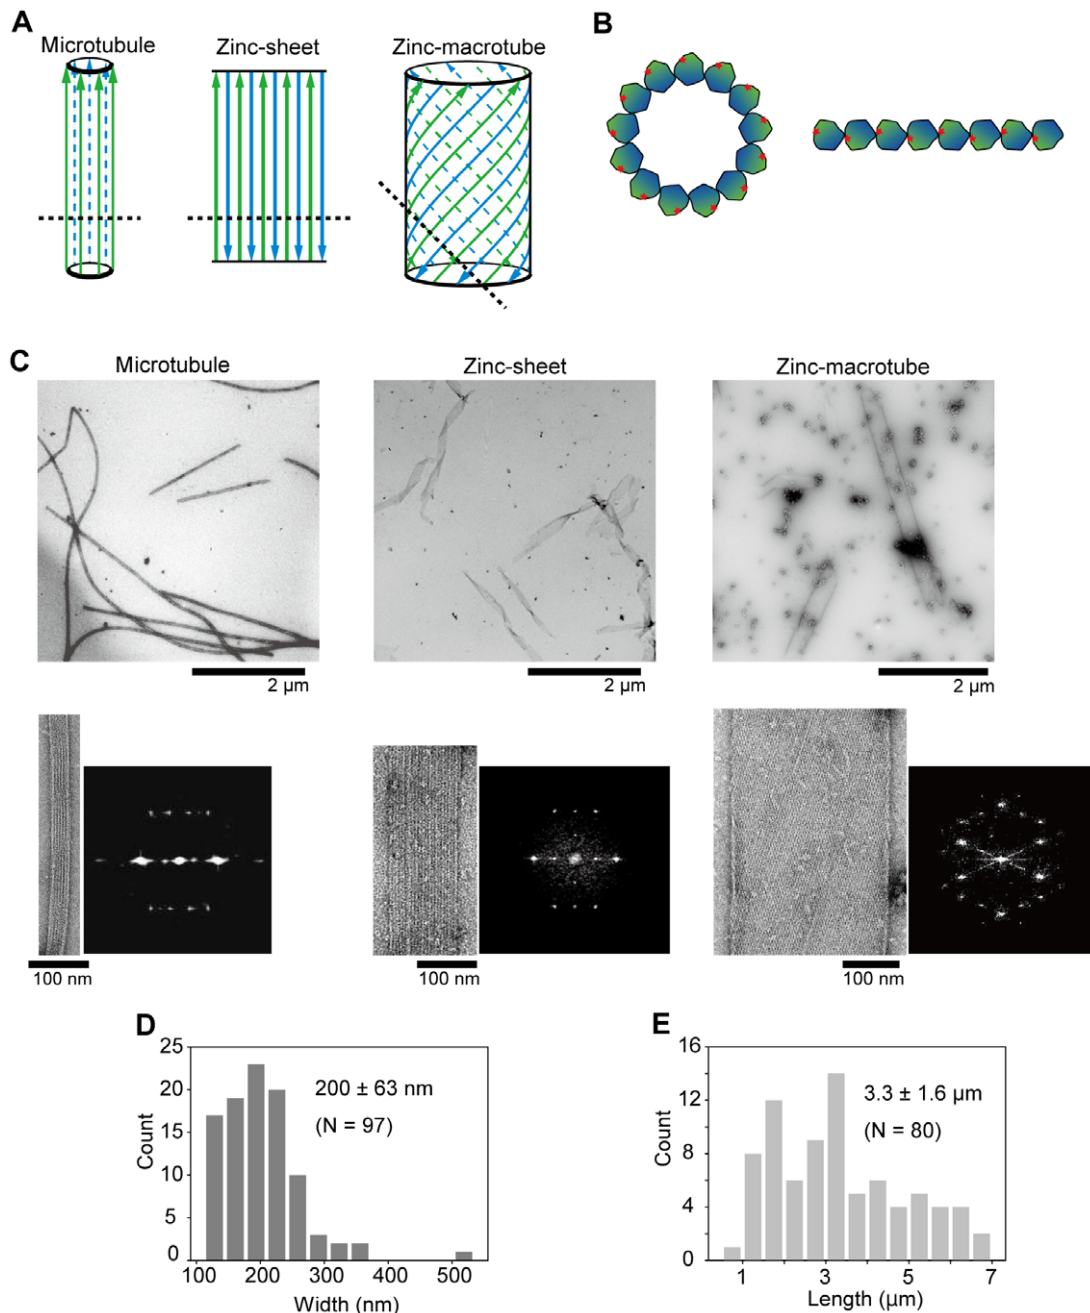 A
B
Microtubule
Zinc-sheet
Zinc-macrotube
C
Microtubule
Zinc-sheet
Zinc-macrotube
2 µm
2 µm
2 µm
100 nm
100 nm
100 nm
D
25
20
15
10
5
0
Count
200 ± 63 nm
(N = 97)
100
200
300
400
500
Width (nm)
E
16
12
8
4
0
Count
3.3 ± 1.6 µm
(N = 80)
1
3
5
7
Length (µm)